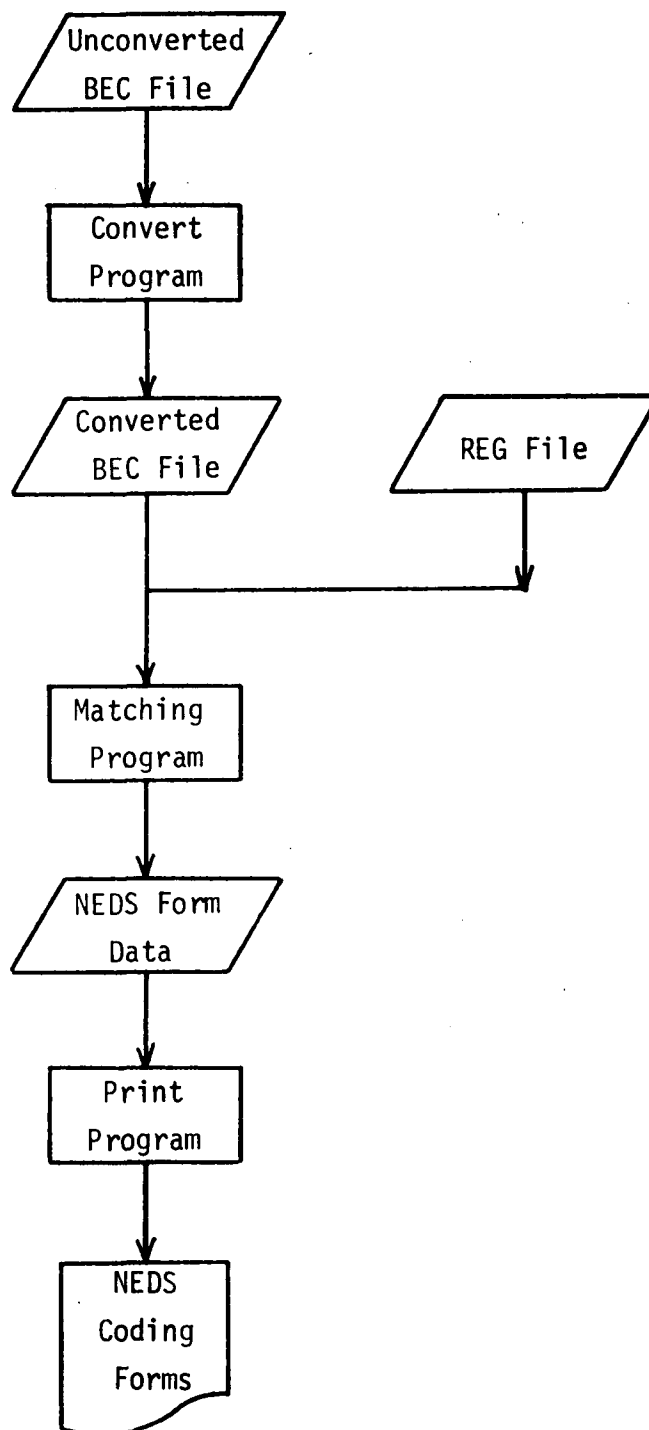 Unconverted
BEC File
Convert
Program
Converted
BEC File
REG File
Matching
Program
NEDS Form
Data
Print
Program
NEDS
Coding
Forms